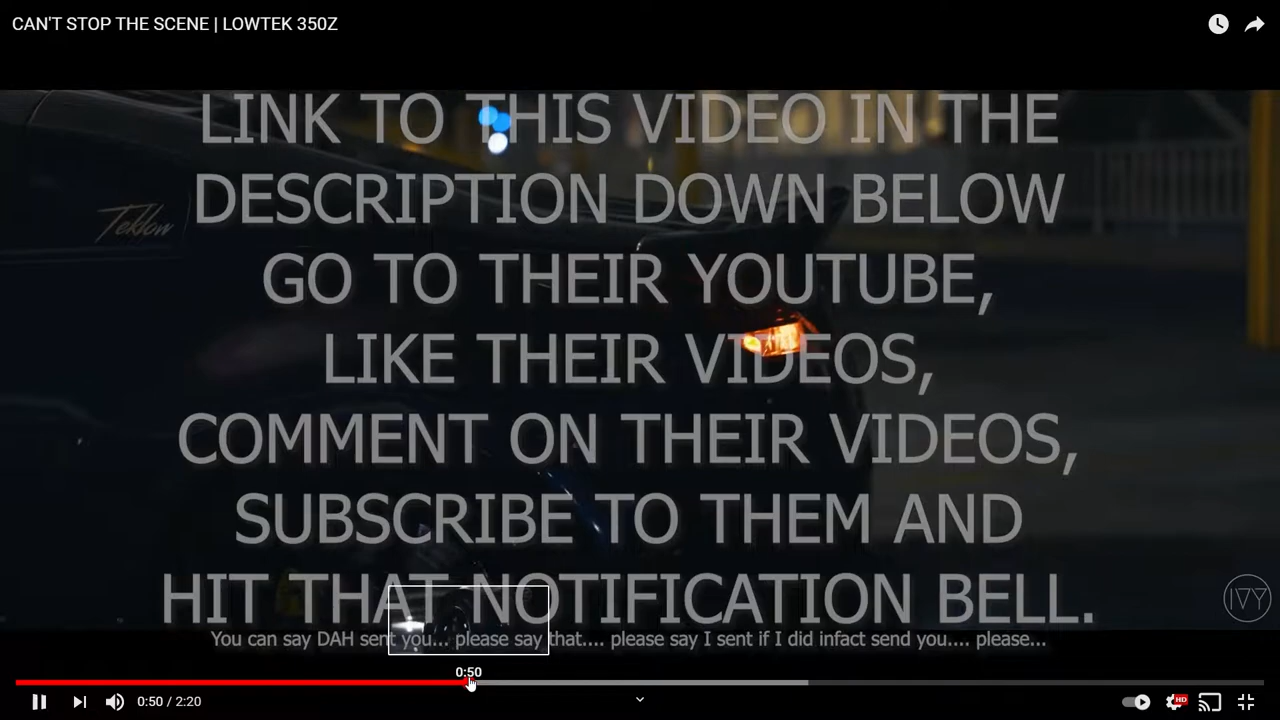 CAN'T STOP THE SCENE | LOWTEK 350Z
LINK TO THIS VIDEO IN THE
DESCRIPTION DOWN BELOW
Teklow
GO TO THEIR YOUTUBE,
LIKE THEIR VIDEOS,
COMMENT ON THEIR VIDEOS,
SUBSCRIBE TO THEM AND
HIT THAT NOTIFICATION BELL.
IVY
You can say DAH sent you... please say that.... please say I sent if I did infact send you.... please...
0:50
0:50 / 2:20
HD